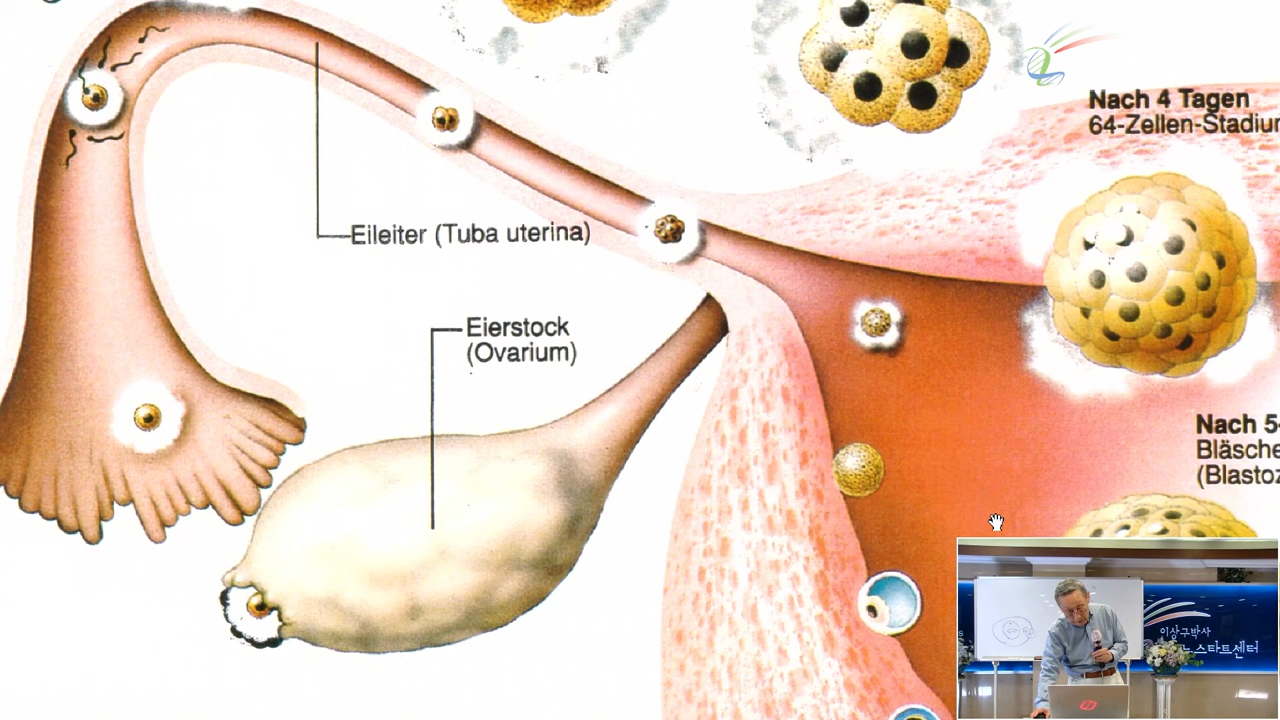 Nach 4 Tagen
64-Zellen-Stadiu
Eileiter (Tuba uterina)
Eierstock
(Ovarium)
Nach 5-
Bläsche
(Blastoz
이상구박사
뉴스타트센터